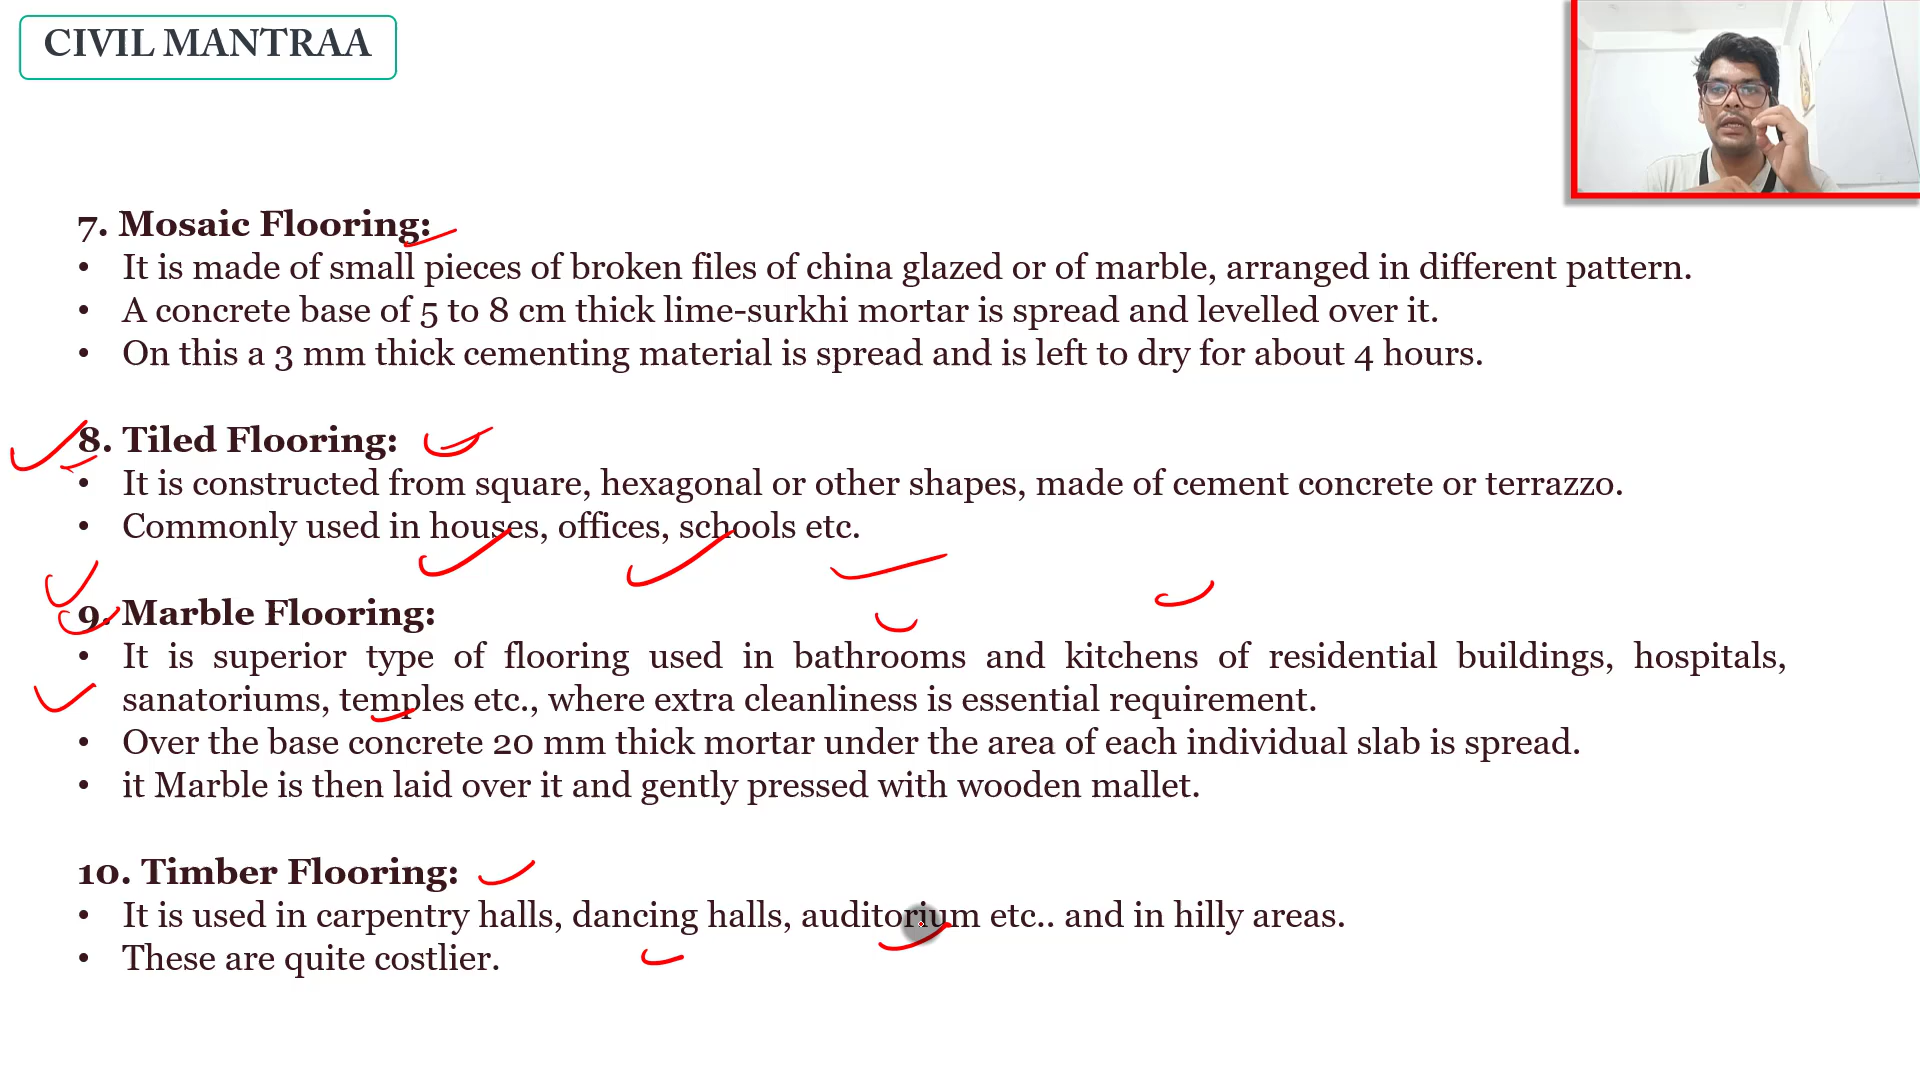 CIVIL MANTRAA
7. Mosaic Flooring:
• It is made of small pieces of broken files of china glazed or of marble, arranged in different pattern.
• A concrete base of 5 to 8 cm thick lime-surkhi mortar is spread and levelled over it.
• On this a 3 mm thick cementing material is spread and is left to dry for about 4 hours.
8. Tiled Flooring:
• It is constructed from square, hexagonal or other shapes, made of cement concrete or terrazzo.
• Commonly used in houses, offices, schools etc.
9. Marble Flooring:
• It is superior type of flooring used in bathrooms and kitchens of residential buildings, hospitals,
sanatoriums, temples etc., where extra cleanliness is essential requirement.
• Over the base concrete 20 mm thick mortar under the area of each individual slab is spread.
• it Marble is then laid over it and gently pressed with wooden mallet.
10. Timber Flooring:
• It is used in carpentry halls, dancing halls, auditorium etc.. and in hilly areas.
• These are quite costlier.